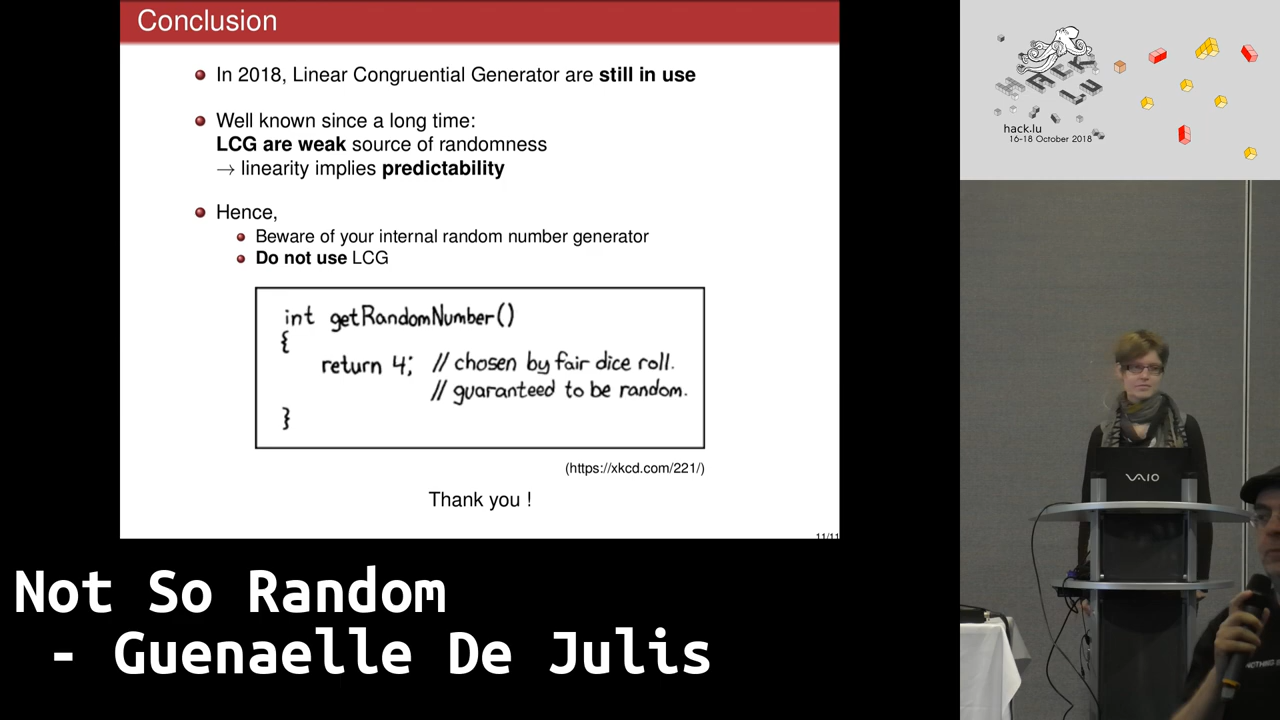 Conclusion
In 2018, Linear Congruential Generator are still in use
Well known since a long time:
LCG are weak source of randomness
→ linearity implies predictability
Hence,
Beware of your internal random number generator
Do not use LCG
int getRandomNumber()
{
return 4; // chosen by fair dice roll.
// guaranteed to be random.
}
(https://xkcd.com/221/)
Thank you !
11/11
HACK
LU
hack.lu
16-18 October 2018
VAIO
Not So Random
- Guenaelle De Julis